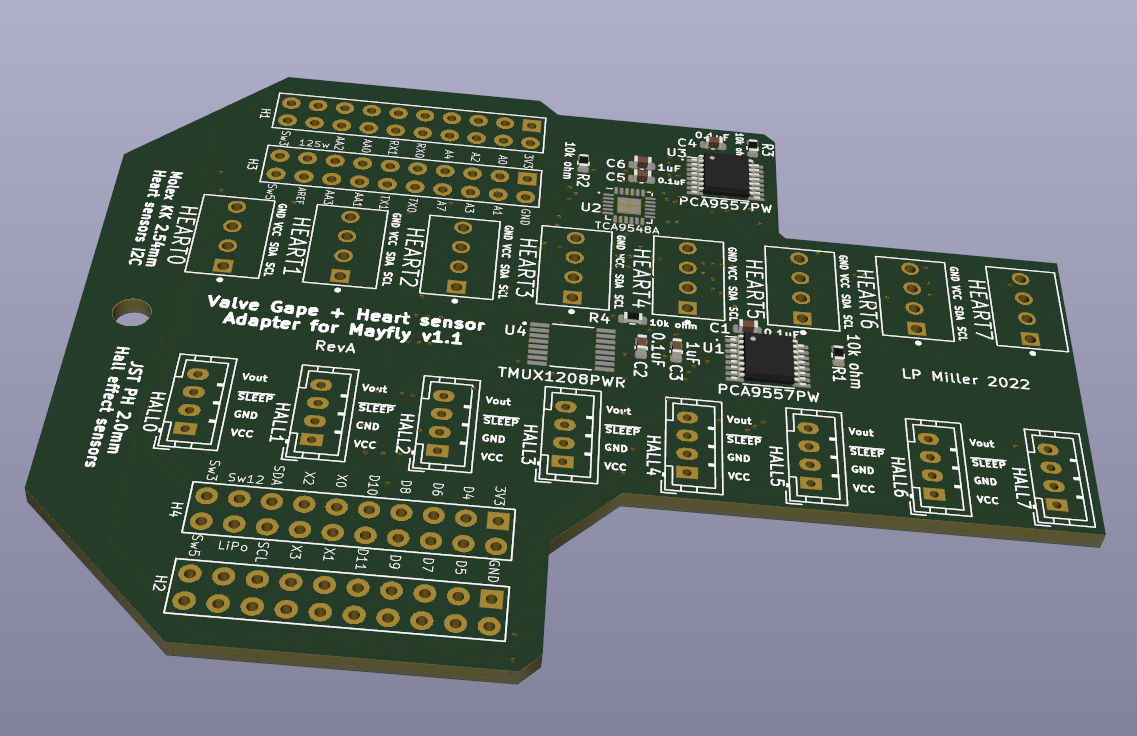 H1
Sw3 12Sw AA2 AA0 RX1 RX0 A4 A2 A0 3V3
H3
Sw5 AREF AA3 AA1 TX1 TX0 A7 A3 A1 GND
10k ohm
R2
C6
1uF
C5
0.1uF
0.1uF
C4
U3
10k ohm
R3
PCA9557PW
U2
TCA9548A
Molex KK 2.54mm
Heart sensors I2C
HEART0
GND VCC SDA SCL
HEART1
GND VCC SDA SCL
HEART2
GND VCC SDA SCL
HEART3
GND VCC SDA SCL
HEART4
GND VCC SDA SCL
HEART5
GND VCC SDA SCL
HEART6
GND VCC SDA SCL
HEART7
Valve Gape + Heart sensor
Adapter for Mayfly v1.1
RevA
U4
TMUX1208PWR
R4
10k ohm
0.1uF
C2
1uF
C3
C1
0.1uF
U1
PCA9557PW
10k ohm
R1
LP Miller 2022
JST PH 2.0mm
Hall effect sensors
HALL0
Vout
SLEEP
GND
VCC
HALL1
Vout
SLEEP
GND
VCC
HALL2
Vout
SLEEP
GND
VCC
HALL3
Vout
SLEEP
GND
VCC
HALL4
Vout
SLEEP
GND
VCC
HALL5
Vout
SLEEP
GND
VCC
HALL6
Vout
SLEEP
GND
VCC
HALL7
Sw3 Sw12 SDA X2 X0 D10 D8 D6 D4 3V3
H4
Sw5 LiPo SCL X3 X1 D11 D9 D7 D5 GND
H2